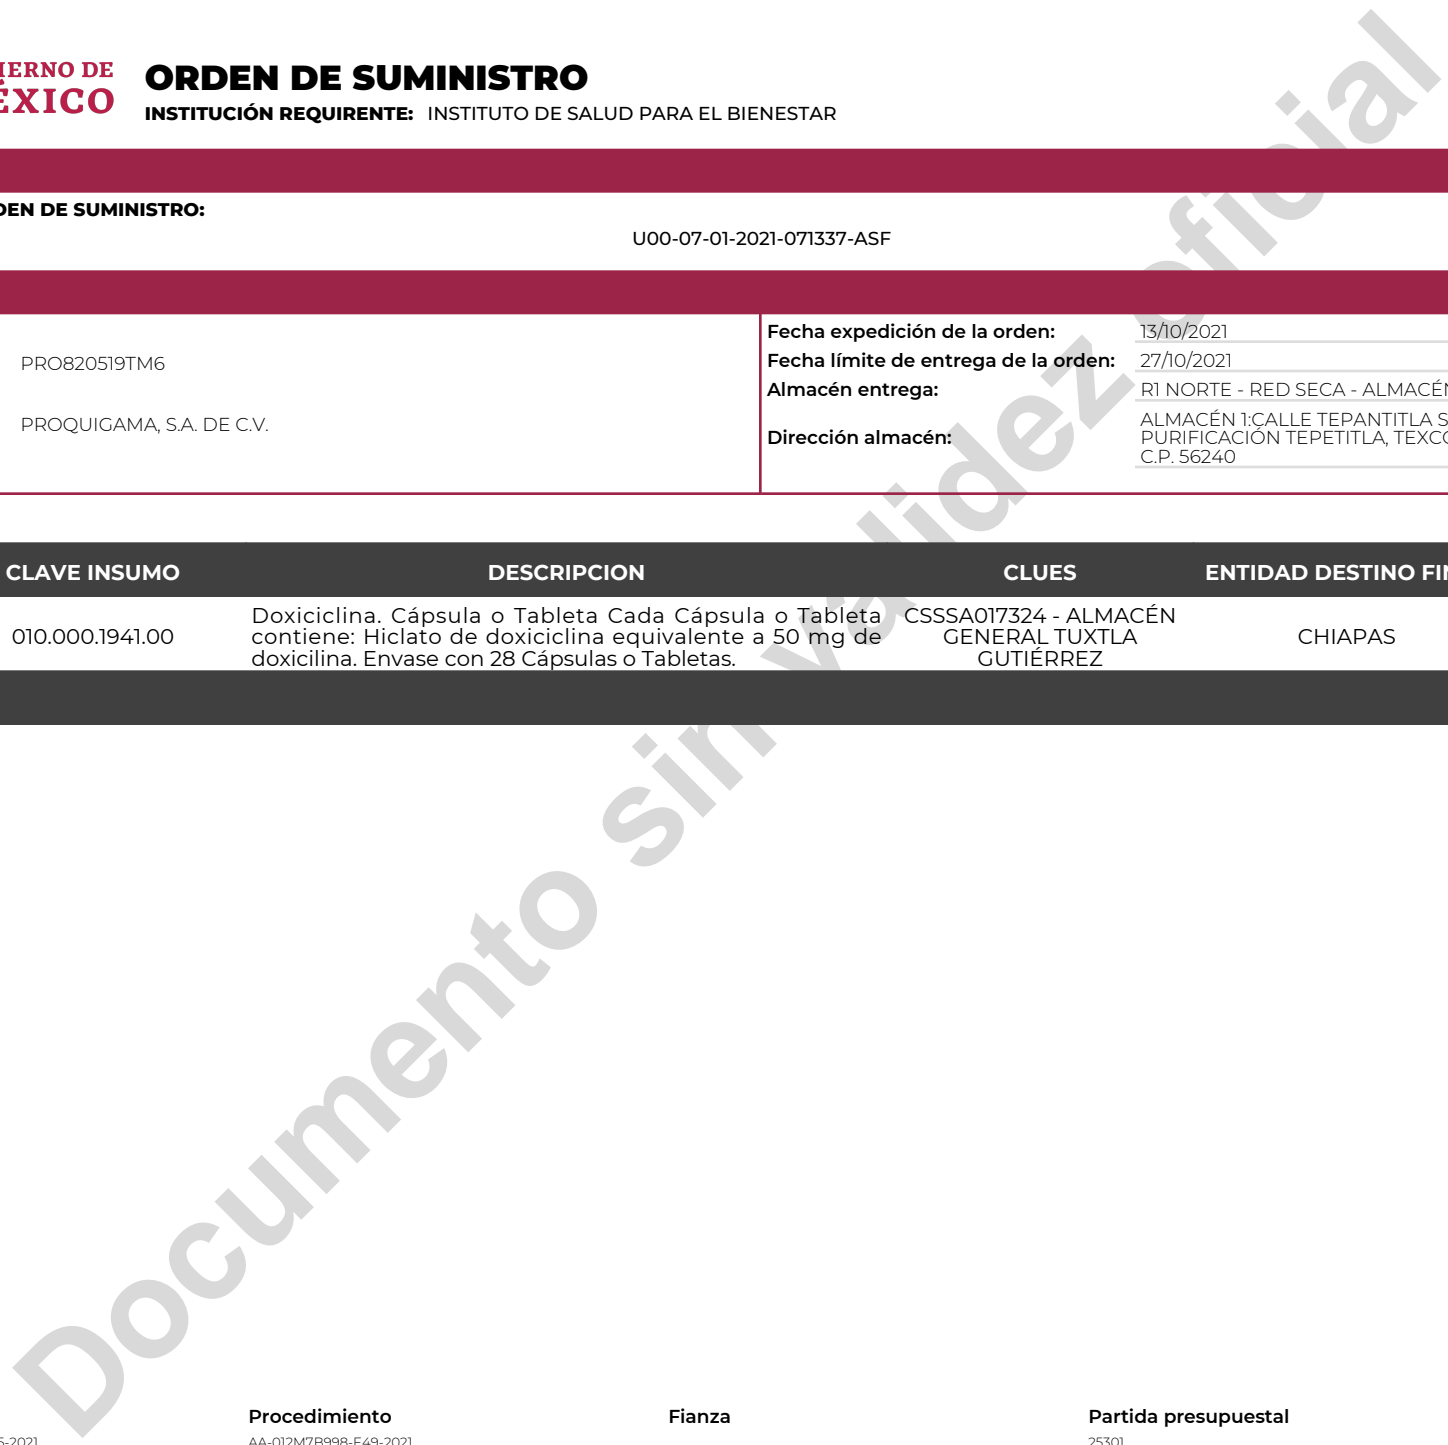 ORDEN DE SUMINISTRO
INSTITUCIÓN REQUIRENTE: INSTITUTO DE SALUD PARA EL BIENESTAR
DE
XICO
DE SUMINISTRO:
U00-07-01-2021-071337-ASF
PRO820519TM6
PROQUIGAMA, S.A. DE C.V.
Fecha expedición de la orden: 13/10/2021
Fecha límite de entrega de la orden: 27/10/2021
Almacén entrega: R1 NORTE - RED SECA - ALMACÉN
Dirección almacén: ALMACÉN 1:CALLE TEPANTITLA S
PURIFICACIÓN TEPETITLA, TEXCO
C.P. 56240
CLAVE INSUMO DESCRIPCION CLUES ENTIDAD DESTINO FIN
010.000.1941.00
Doxiciclina. Cápsula o Tableta Cada Cápsula o Tableta
contiene: Hiclato de doxiciclina equivalente a 50 mg de
doxicilina. Envase con 28 Cápsulas o Tabletas.
CSSSA017324 - ALMACÉN
GENERAL TUXTLA
GUTIÉRREZ
CHIAPAS
Documento sin validez oficial
Procedimiento Fianza Partida presupuestal
-2021 AA-012M7B998-E49-2021 25301